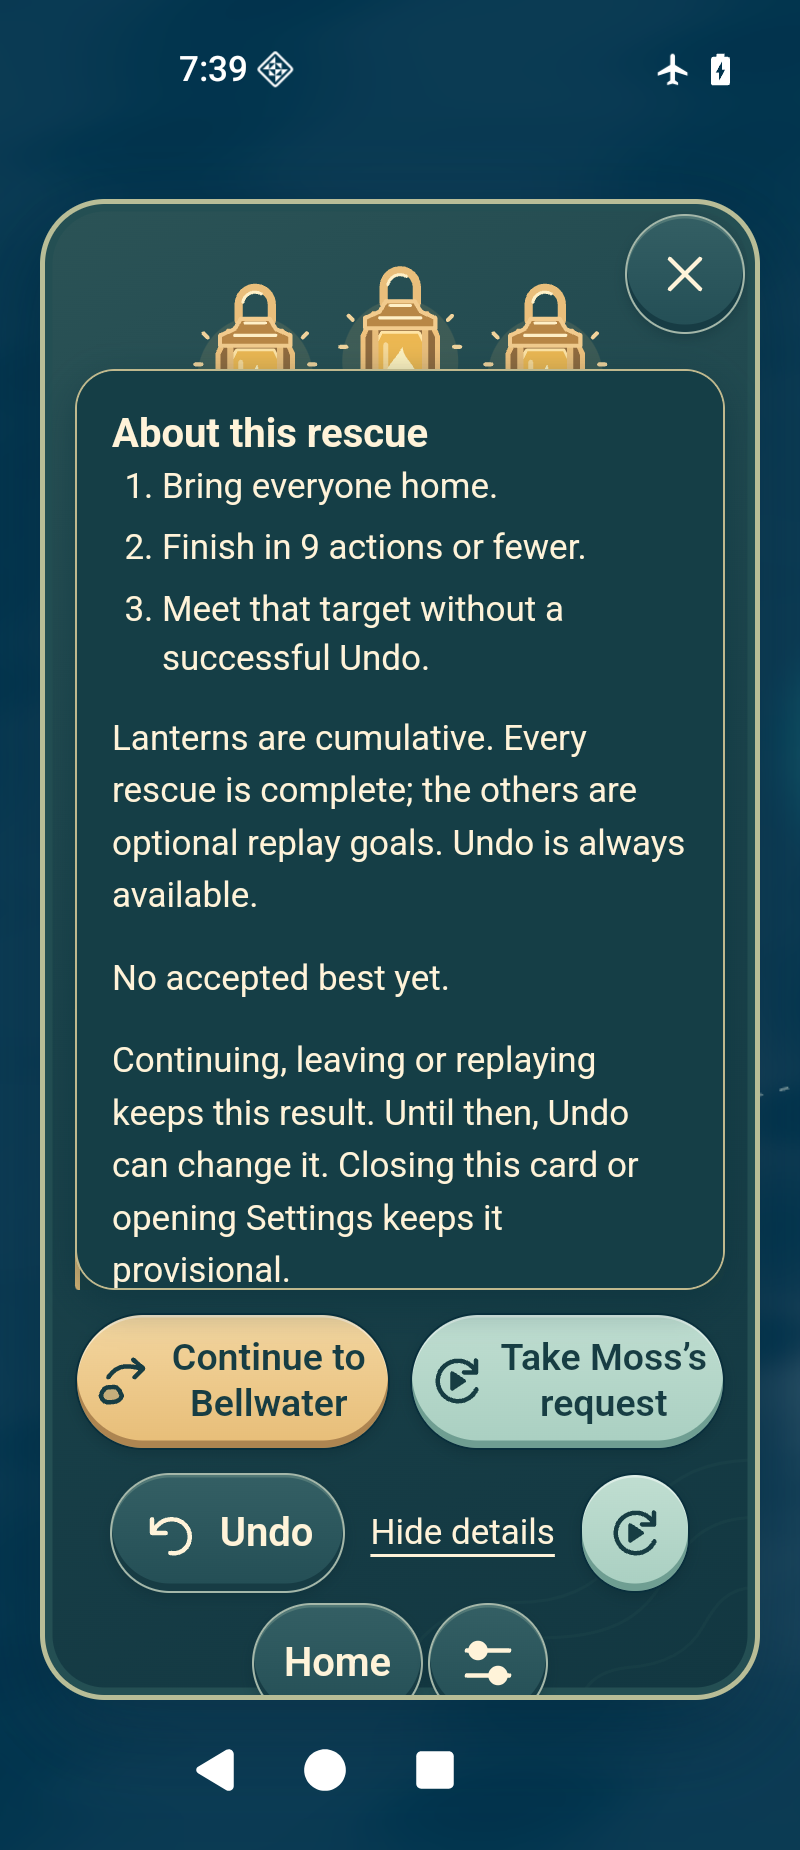 7:39
About this rescue
1. Bring everyone home.
2. Finish in 9 actions or fewer.
3. Meet that target without a
successful Undo.
Lanterns are cumulative. Every
rescue is complete; the others are
optional replay goals. Undo is always
available.
No accepted best yet.
Continuing, leaving or replaying
keeps this result. Until then, Undo
can change it. Closing this card or
opening Settings keeps it
provisional.
Continue to
Bellwater
Take Moss’s
request
Undo
Hide details
Home